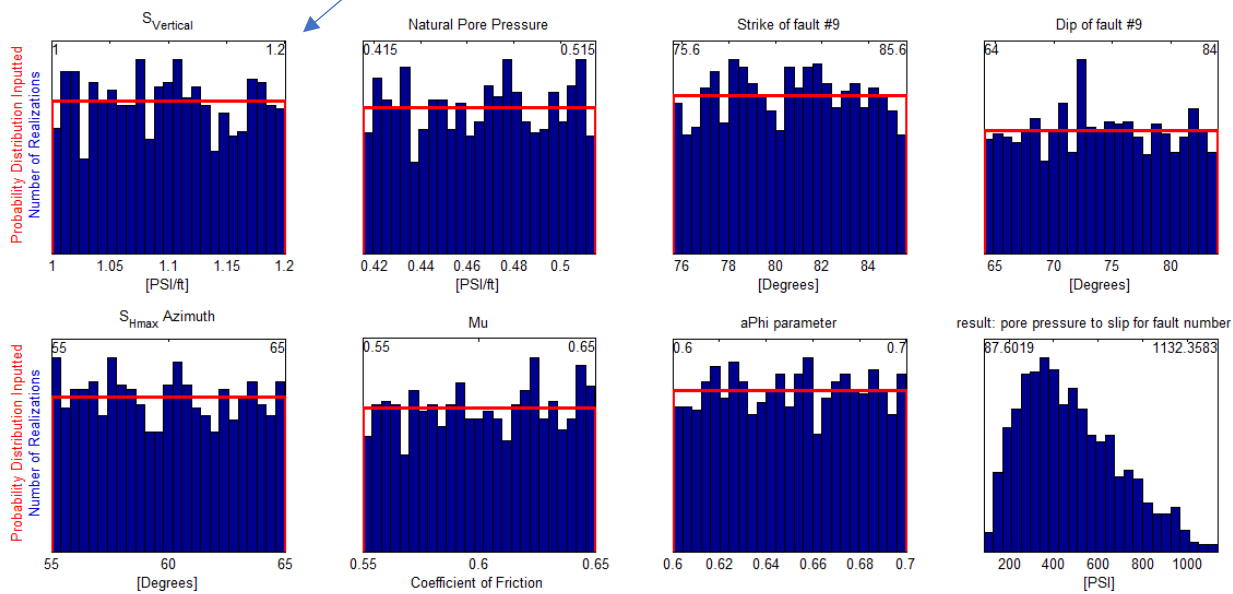 S_Vertical
Natural Pore Pressure
Strike of fault #9
Dip of fault #9
1 1.2
0.415 0.515
75.6 85.6
64 84
Probability Distribution Inputted
Number of Realizations
1 1.05 1.1 1.15 1.2
0.42 0.44 0.46 0.48 0.5
76 78 80 82 84
65 70 75 80
[PSI/ft]
[PSI/ft]
[Degrees]
[Degrees]
S_Hmax Azimuth
Mu
aPhi parameter
result: pore pressure to slip for fault number
55 65
0.55 0.65
0.6 0.7
87.6019 1132.3583
Probability Distribution Inputted
Number of Realizations
55 60 65
0.55 0.6 0.65
0.6 0.62 0.64 0.66 0.68 0.7
200 400 600 800 1000
[Degrees]
Coefficient of Friction
[PSI]